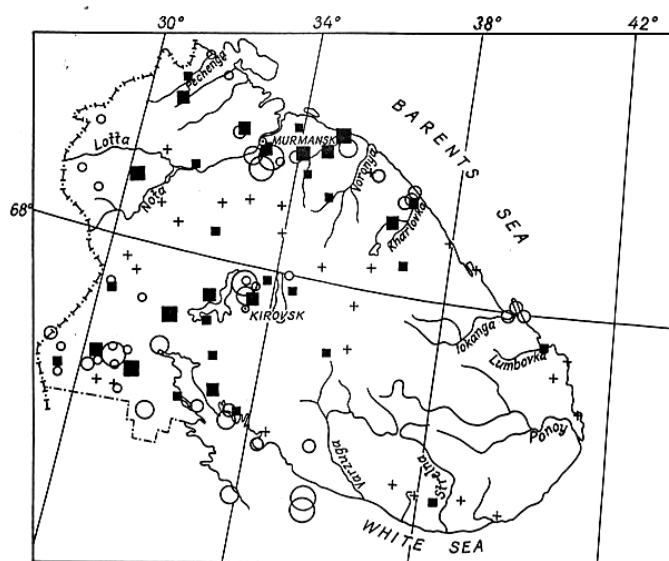 30°
34°
38°
42°
Pechenga
BARENTS SEA
MURMANSK
Lotta
Voronya
Nota
68°
Kharlovka
KIROVSK
Iokanga
Lumbovka
Ponoy
Varzuga
Strelna
WHITE SEA